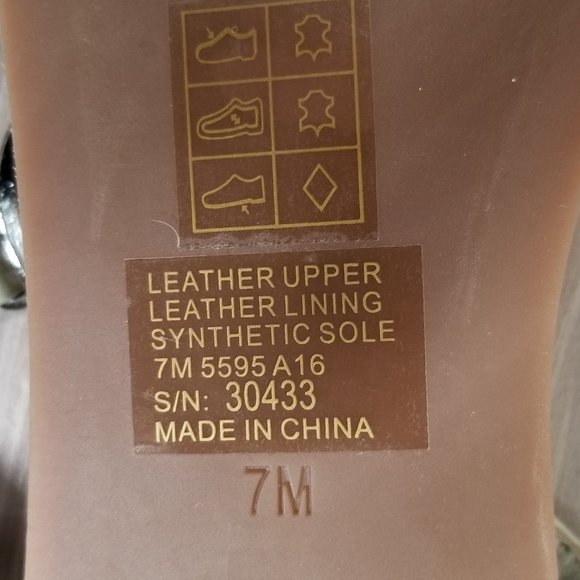 LEATHER UPPER
LEATHER LINING
SYNTHETIC SOLE
7M 5595 A16
S/N: 30433
MADE IN CHINA
7M